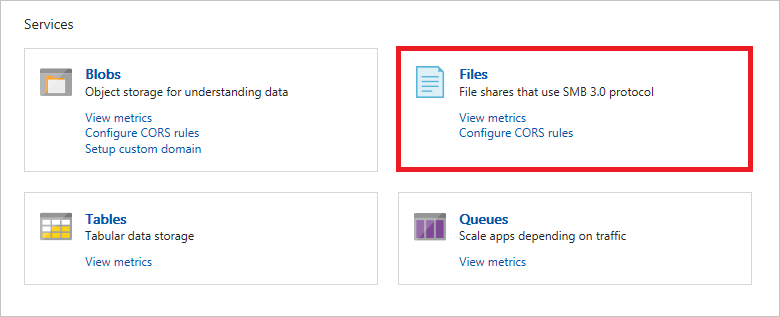 Services
Blobs
Object storage for understanding data
View metrics
Configure CORS rules
Setup custom domain
Files
File shares that use SMB 3.0 protocol
View metrics
Configure CORS rules
Tables
Tabular data storage
View metrics
Queues
Scale apps depending on traffic
View metrics